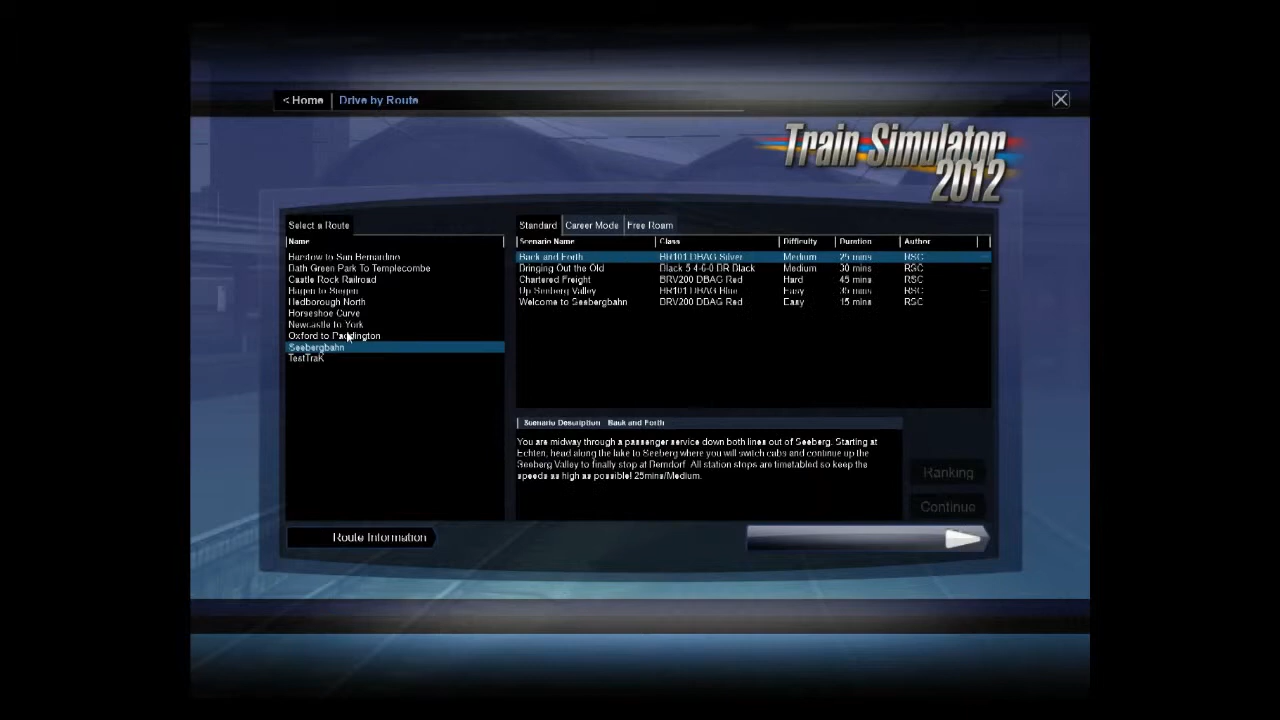 < Home | Drive by Route
Train Simulator
2012
Select a Route
Name
Barstow to San Bernardino
Bath Green Park To Templecombe
Castle Rock Railroad
Hagen to Siegen
Hedborough North
Horseshoe Curve
Newcastle to York
Oxford to Paddington
Seebergbahn
TestTrak
Standard Career Mode Free Roam
Scenario Name Class Difficulty Duration Author
Back and Forth BR101 DBAG Silver Medium 25 mins RSC
Bringing Out the Old Black 5 4-6-0 BR Black Medium 30 mins RSC
Chartered Freight BRV200 DBAG Red Hard 45 mins RSC
Up Seeberg Valley BR101 DBAG Blue Easy 35 mins RSC
Welcome to Seebergbahn BRV200 DBAG Red Easy 15 mins RSC
Scenario Description Back and Forth
You are midway through a passenger service down both lines out of Seeberg. Starting at
Echten, head along the lake to Seeberg where you will switch cabs and continue up the
Seeberg Valley to finally stop at Berndorf. All station stops are timetabled so keep the
speeds as high as possible! 25mins/Medium.
Ranking
Continue
Route Information